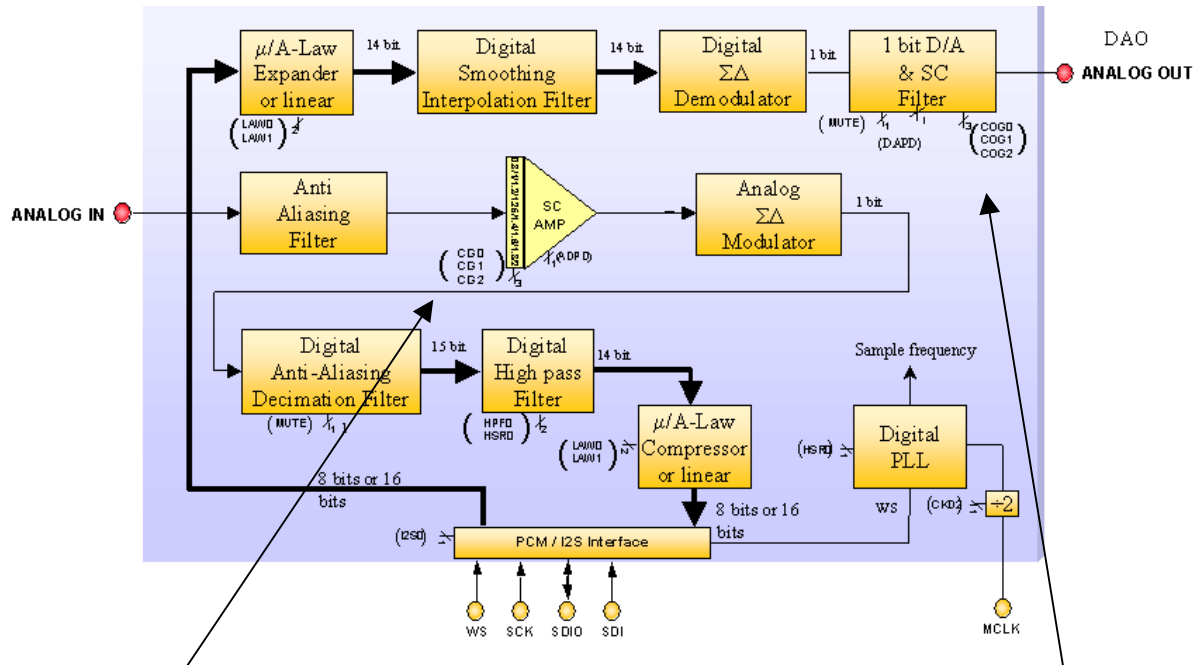 μ/A-Law
Expander
or linear
14 bit
Digital
Smoothing
Interpolation Filter
14 bit
Digital
ΣΔ
Demodulator
1 bit
1 bit D/A
& SC
Filter
DAO
ANALOG OUT
(LAW0
LAW1)
2
(MUTE)
1
1
(DAPD)
3
(COG0
COG1
COG2)
ANALOG IN
Anti
Aliasing
Filter
SC
AMP
(CG0
CG1
CG2)
3
1
(ADPD)
Analog
ΣΔ
Modulator
1 bit
Digital
Anti-Aliasing
Decimation Filter
(MUTE)
1
15 bit
Digital
High pass
Filter
(HPF0
HSR0)
2
14 bit
(LAW0
LAW1)
2
μ/A-Law
Compressor
or linear
Sample frequency
(HSR0)
Digital
PLL
WS
(CKD2)
÷2
8 bits or 16
bits
8 bits or 16
bits
(I2S0)
PCM / I2S Interface
WS
SCK
SDIO
SDI
MCLK